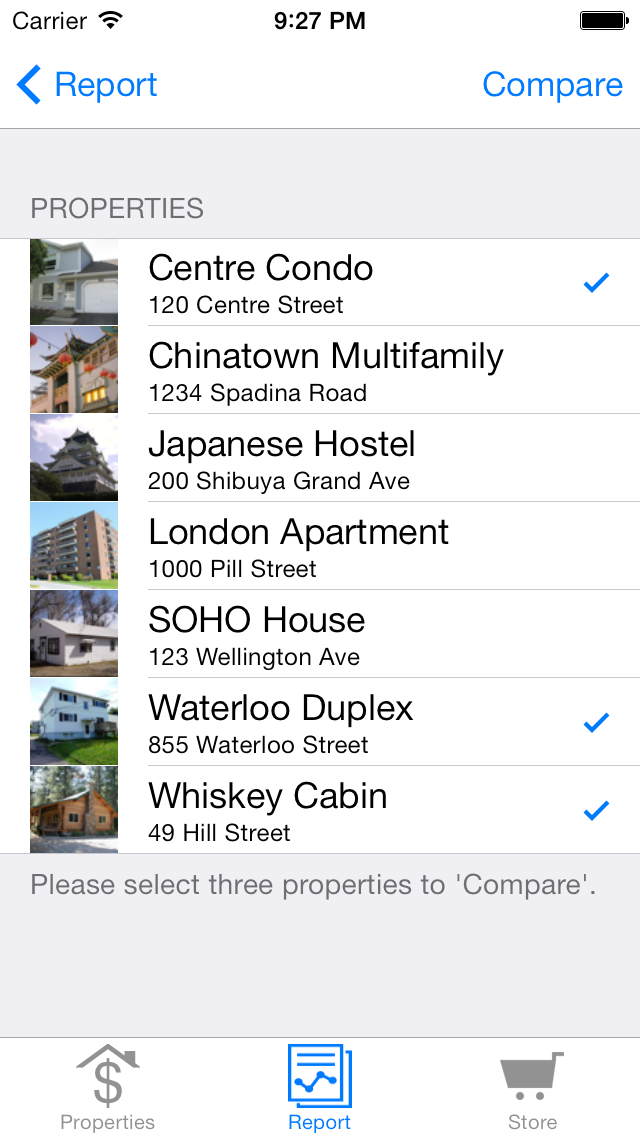 Carrier 9:27 PM
Report Compare
PROPERTIES
Centre Condo
120 Centre Street
Chinatown Multifamily
1234 Spadina Road
Japanese Hostel
200 Shibuya Grand Ave
London Apartment
1000 Pill Street
SOHO House
123 Wellington Ave
Waterloo Duplex
855 Waterloo Street
Whiskey Cabin
49 Hill Street
Please select three properties to 'Compare'.
$
Properties Report Store